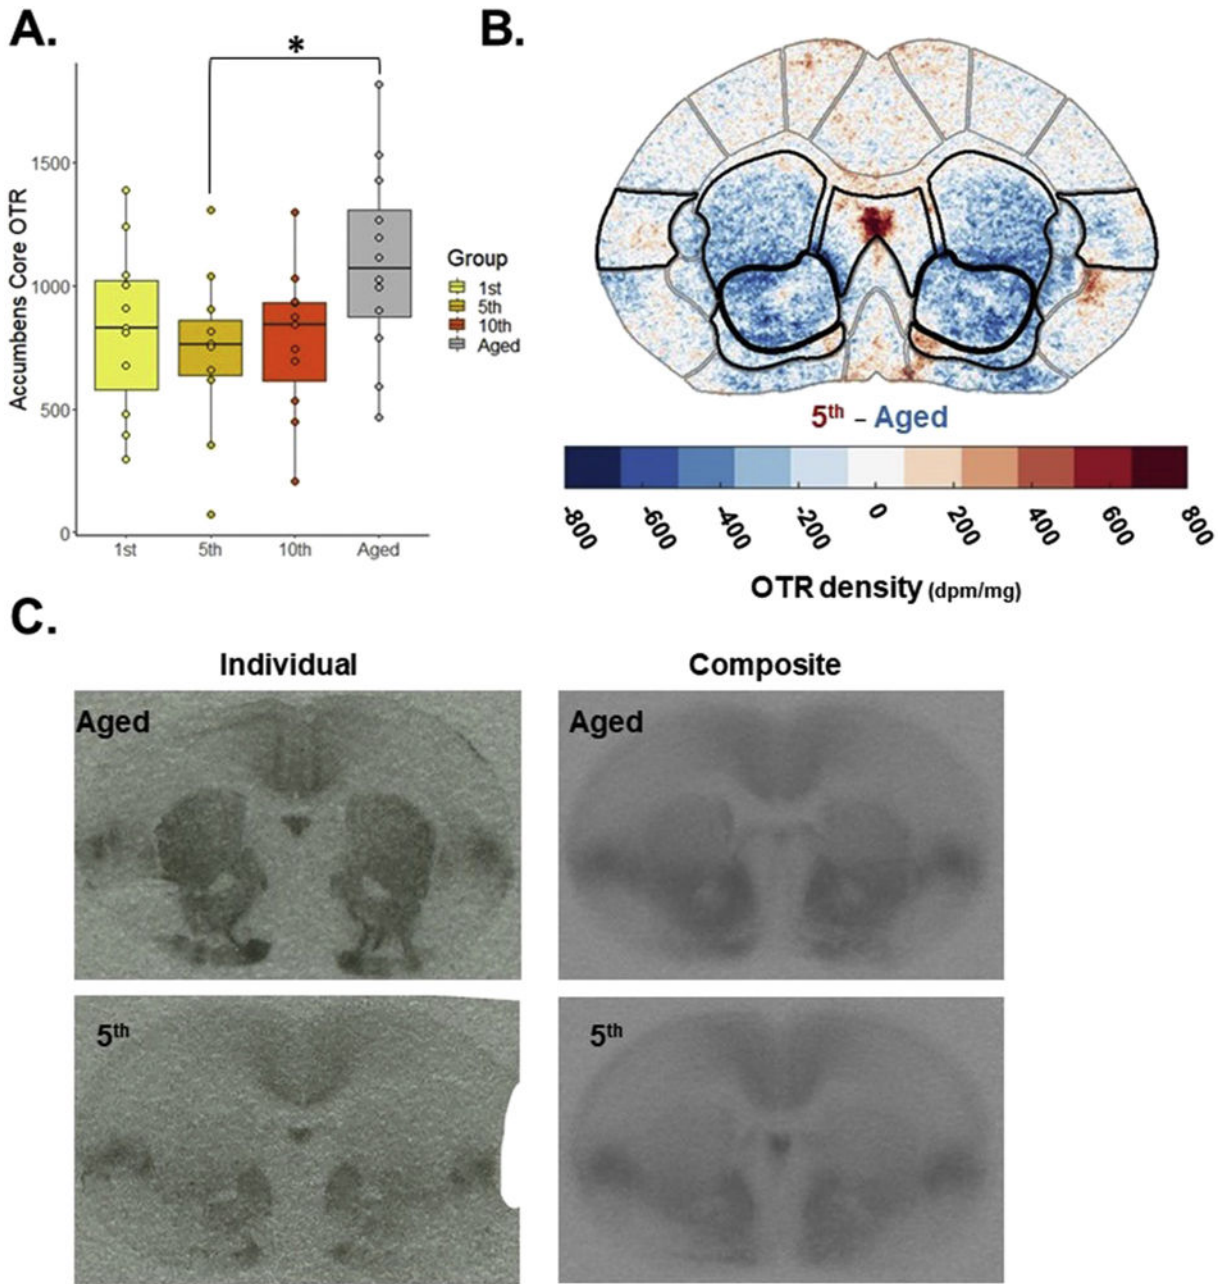 A.
*
1500
1000
500
0
Accumbens Core OTR
1st
5th
10th
Aged
Group
1st
5th
10th
Aged
B.
5th – Aged
-800
-600
-400
-200
0
200
400
600
800
OTR density (dpm/mg)
C.
Individual
Composite
Aged
Aged
5th
5th